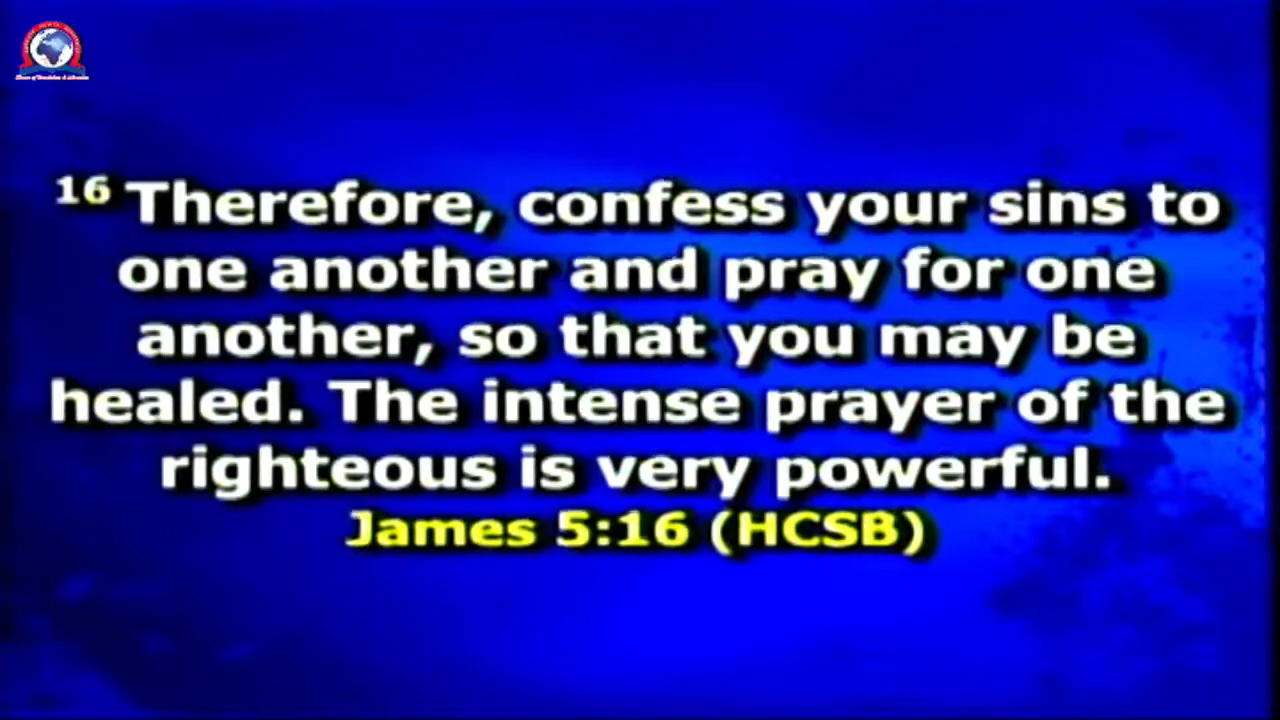 16 Therefore, confess your sins to
one another and pray for one
another, so that you may be
healed. The intense prayer of the
righteous is very powerful.
James 5:16 (HCSB)